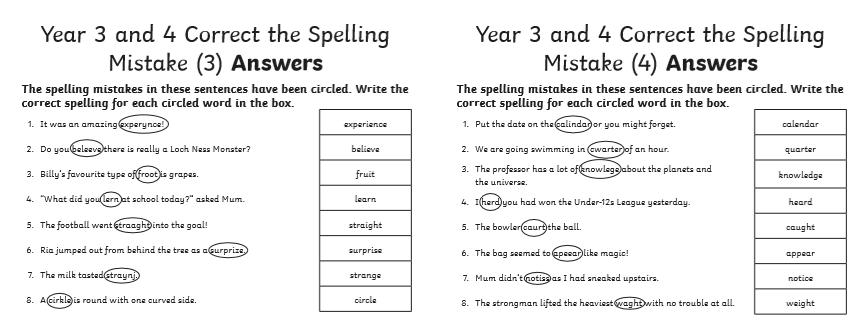 Year 3 and 4 Correct the Spelling
Mistake (3) Answers
The spelling mistakes in these sentences have been circled. Write the
correct spelling for each circled word in the box.
1. It was an amazing experynce! experience
2. Do you beleeve there is really a Loch Ness Monster? believe
3. Billy's favourite type of froot is grapes. fruit
4. "What did you lern at school today?" asked Mum. learn
5. The football went straaght into the goal! straight
6. Ria jumped out from behind the tree as a surprize. surprise
7. The milk tasted straynj. strange
8. A cirkle is round with one curved side. circle
Year 3 and 4 Correct the Spelling
Mistake (4) Answers
The spelling mistakes in these sentences have been circled. Write the
correct spelling for each circled word in the box.
1. Put the date on the calindar or you might forget. calendar
2. We are going swimming in cwarter of an hour. quarter
3. The professor has a lot of knowlege about the planets and
the universe. knowledge
4. I herd you had won the Under-12s League yesterday. heard
5. The bowler caurt the ball. caught
6. The bag seemed to apeear like magic! appear
7. Mum didn't notiss as I had sneaked upstairs. notice
8. The strongman lifted the heaviest waght with no trouble at all. weight